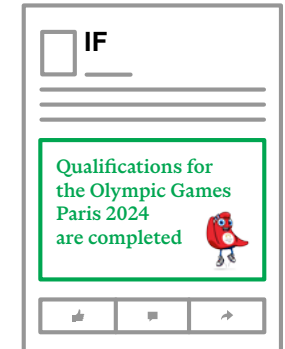 IF
Qualifications for
the Olympic Games
Paris 2024
are completed